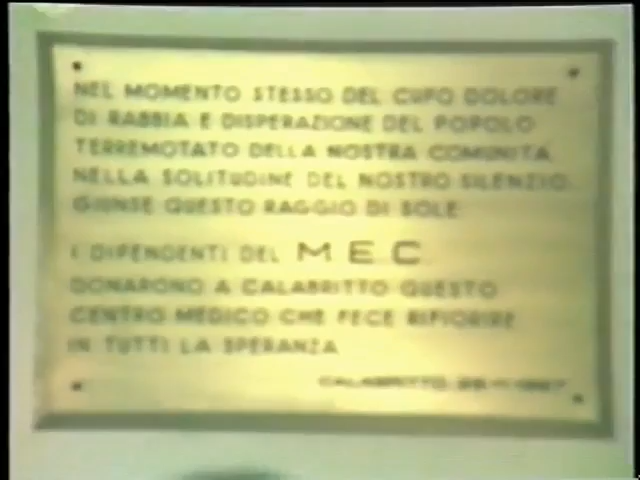 NEL MOMENTO STESSO DEL CUPO DOLORE
DI RABBIA E DISPERAZIONE DEL POPOLO
TERREMOTATO DELLA NOSTRA COMUNITA
NELLA SOLITUDINE DEL NOSTRO SILENZIO
GIUNSE QUESTO RAGGIO DI SOLE
I DIPENDENTI DEL MEC
DONARONO A CALABRITTO QUESTO
CENTRO MEDICO CHE FECE RIFIORIRE
IN TUTTI LA SPERANZA
CALABRITTO,